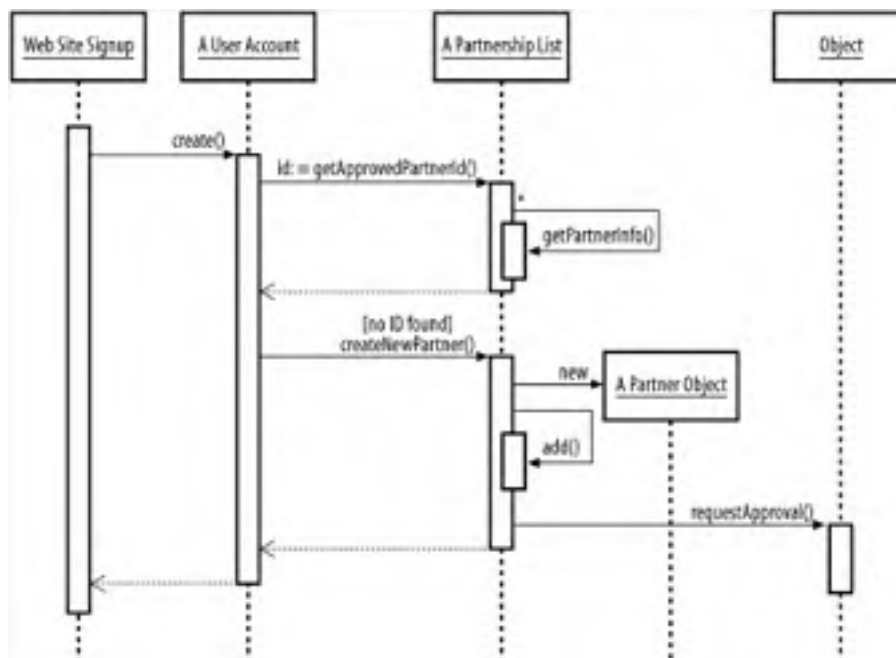 Web Site Signup
A User Account
A Partnership List
Object
create()
id: = getApprovedPartnerId()
*
getPartnerInfo()
[no ID found]
createNewPartner()
new
A Partner Object
add()
requestApproval()